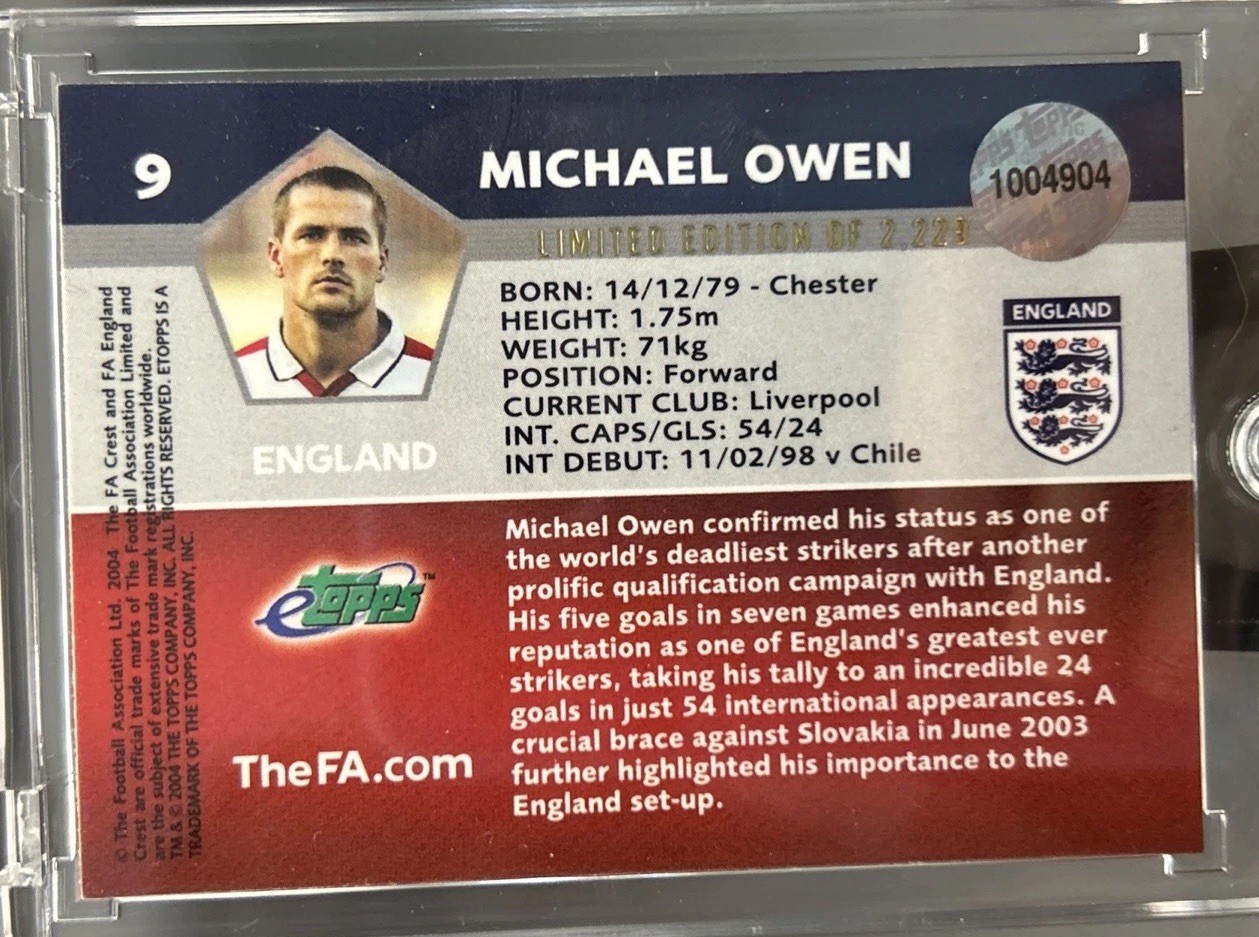 9
MICHAEL OWEN
1004904
LIMITED EDITION OF 2,229
BORN: 14/12/79 - Chester
HEIGHT: 1.75m
WEIGHT: 71kg
POSITION: Forward
CURRENT CLUB: Liverpool
INT. CAPS/GLS: 54/24
INT DEBUT: 11/02/98 v Chile
ENGLAND
ENGLAND
Michael Owen confirmed his status as one of
the world's deadliest strikers after another
prolific qualification campaign with England.
His five goals in seven games enhanced his
reputation as one of England's greatest ever
strikers, taking his tally to an incredible 24
goals in just 54 international appearances. A
crucial brace against Slovakia in June 2003
further highlighted his importance to the
England set-up.
etopps™
TheFA.com
© The Football Association Ltd. 2004 The FA Crest and FA England
Crest are official trade marks of The Football Association Limited and
are the subject of extensive trade mark registrations worldwide.
TM & © 2004 THE TOPPS COMPANY, INC. ALL RIGHTS RESERVED. ETOPPS IS A
TRADEMARK OF THE TOPPS COMPANY, INC.